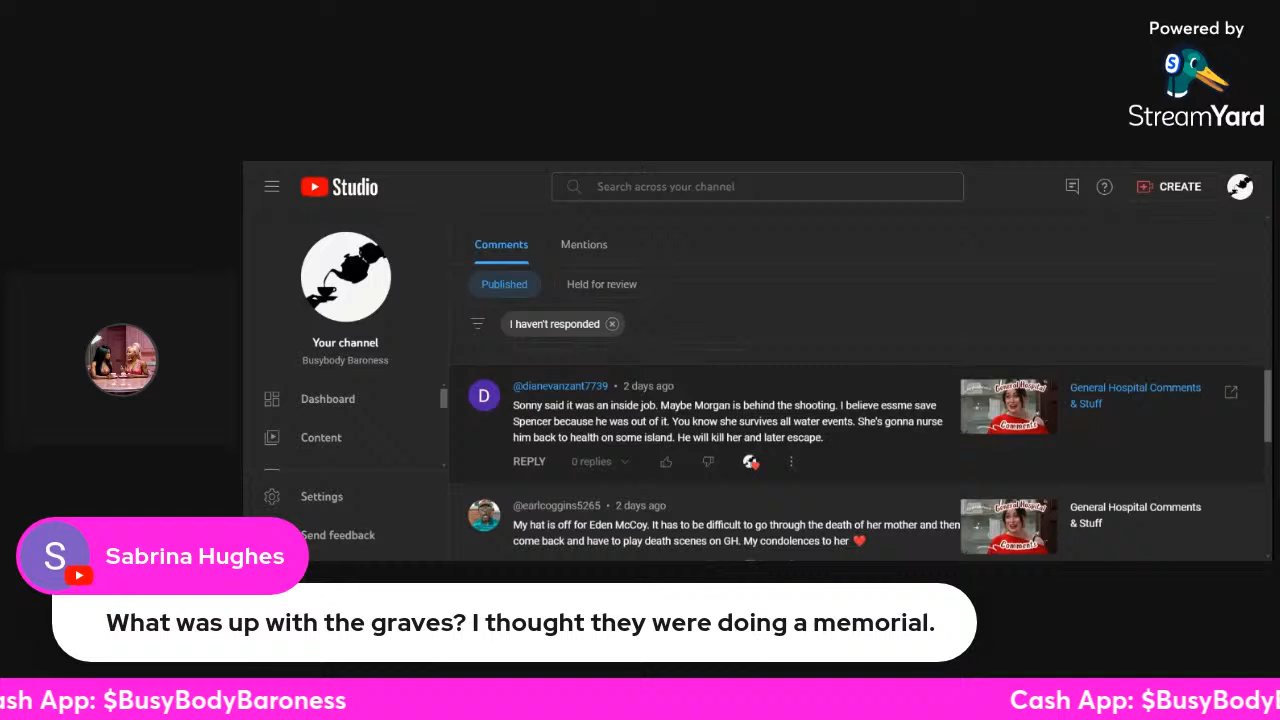 Powered by
StreamYard
Studio
Search across your channel
CREATE
Your channel
Busybody Baroness
Dashboard
Content
Settings
Send feedback
Comments
Mentions
Published
Held for review
I haven't responded
D
@dianevanzant7739 • 2 days ago
Sonny said it was an inside job. Maybe Morgan is behind the shooting. I believe essme save
Spencer because he was out of it. You know she survives all water events. She's gonna nurse
him back to health on some island. He will kill her and later escape.
REPLY
0 replies
General Hospital
Comments
General Hospital Comments
& Stuff
@earlcoggins5265 • 2 days ago
My hat is off for Eden McCoy. It has to be difficult to go through the death of her mother and then
come back and have to play death scenes on GH. My condolences to her ❤️
General Hospital
Comments
General Hospital Comments
& Stuff
S
Sabrina Hughes
What was up with the graves? I thought they were doing a memorial.
ash App: $BusyBodyBaroness
Cash App: $BusyBodyB